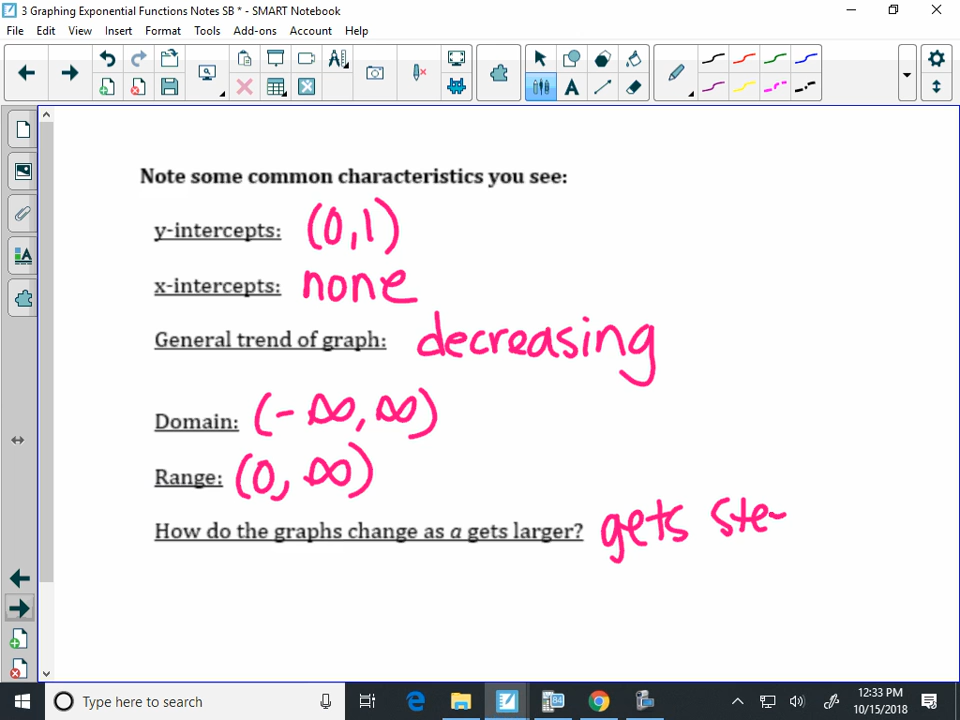 3 Graphing Exponential Functions Notes SB * - SMART Notebook
File Edit View Insert Format Tools Add-ons Account Help
Note some common characteristics you see:
y-intercepts: (0,1)
x-intercepts: none
General trend of graph: decreasing
Domain: (-∞,∞)
Range: (0, ∞)
How do the graphs change as a gets larger? gets ste
Type here to search
12:33 PM
10/15/2018